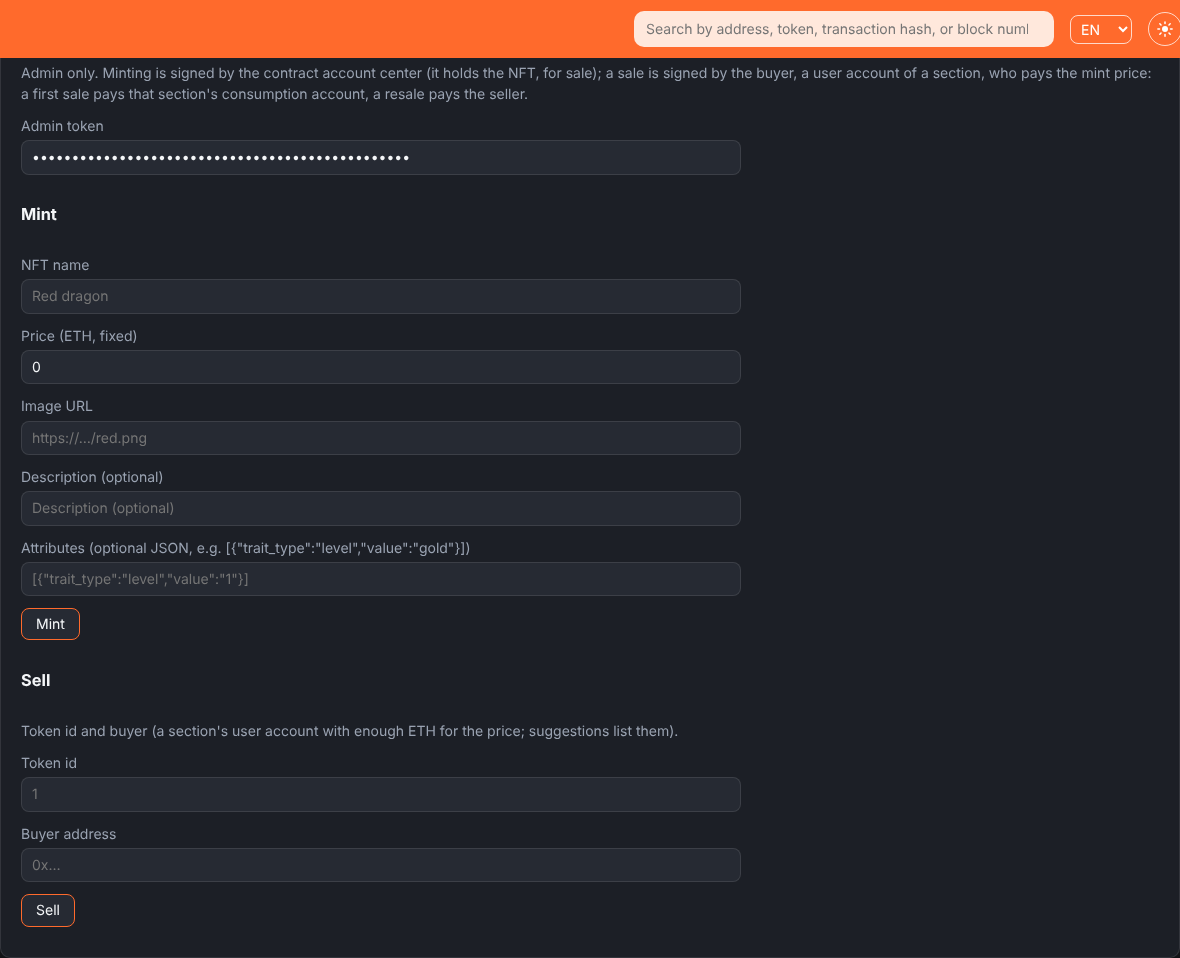 Search by address, token, transaction hash, or block numl
EN
Admin only. Minting is signed by the contract account center (it holds the NFT, for sale); a sale is signed by the buyer, a user account of a section, who pays the mint price:
a first sale pays that section's consumption account, a resale pays the seller.
Admin token
••••••••••••••••••••••••••••••••••••••••••••••••
Mint
NFT name
Red dragon
Price (ETH, fixed)
0
Image URL
https://.../red.png
Description (optional)
Description (optional)
Attributes (optional JSON, e.g. [{"trait_type":"level","value":"gold"}])
[{"trait_type":"level","value":"1"}]
Mint
Sell
Token id and buyer (a section's user account with enough ETH for the price; suggestions list them).
Token id
1
Buyer address
0x...
Sell